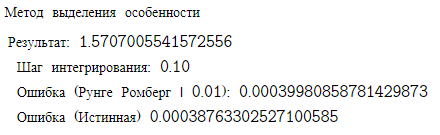 Метод выделения особенности
Результат: 1.5707005541572556
Шаг интегрирования: 0.10
Ошибка (Рунге Ромберг | 0.01): 0.00039980858781429873
Ошибка (Истинная) 0.00038763302527100585